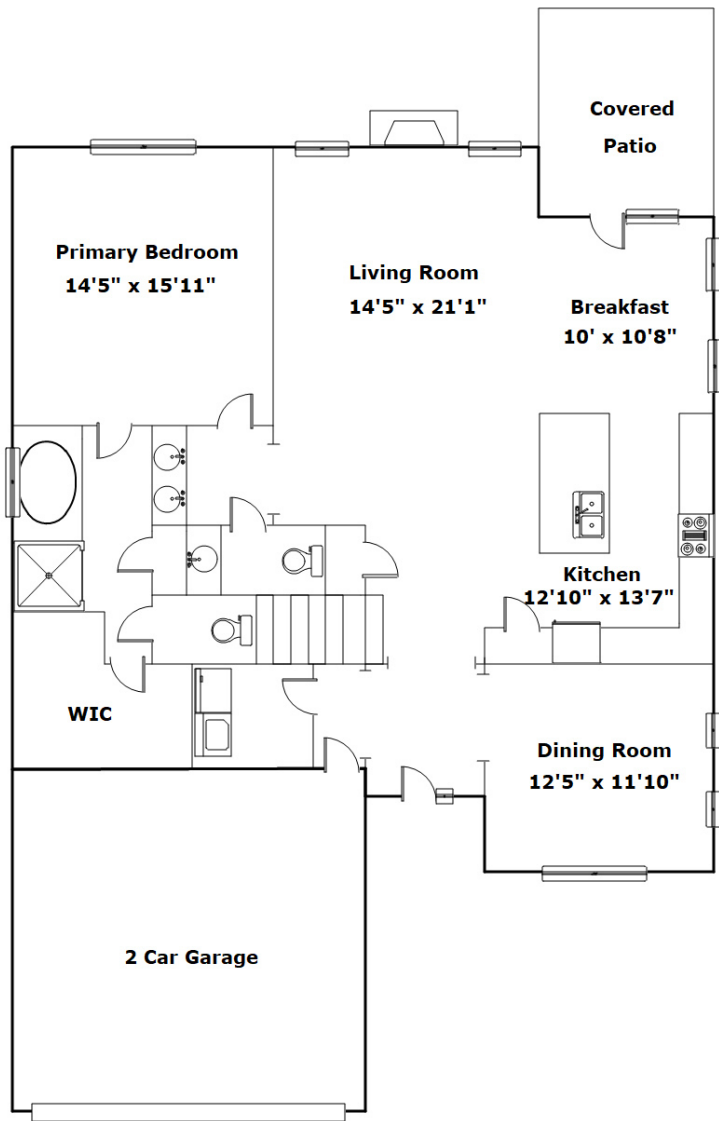 Covered
Patio
Primary Bedroom
14'5" x 15'11"
Living Room
14'5" x 21'1"
Breakfast
10' x 10'8"
Kitchen
12'10" x 13'7"
WIC
Dining Room
12'5" x 11'10"
2 Car Garage